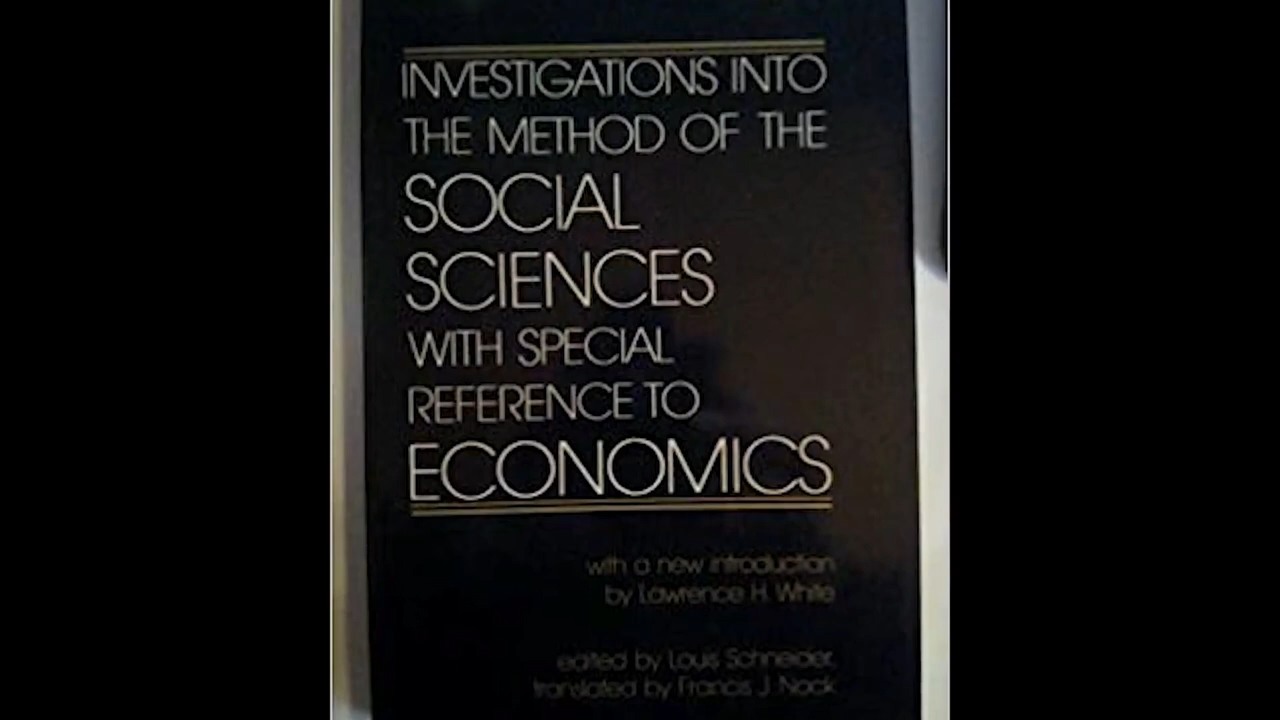 INVESTIGATIONS INTO
THE METHOD OF THE
SOCIAL
SCIENCES
WITH SPECIAL
REFERENCE TO
ECONOMICS
with a new introduction
by Lawrence H. White
edited by Louis Schneider,
translated by Francis J. Nock